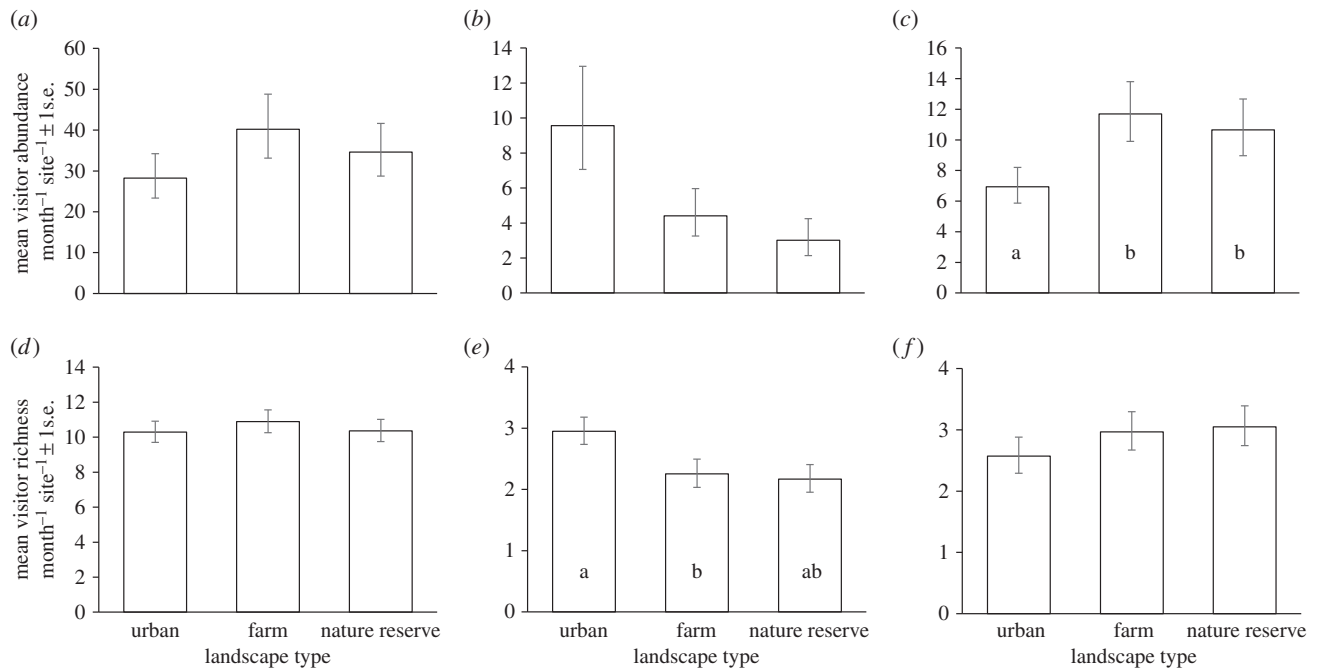 (a)
mean visitor abundance
month⁻¹ site⁻¹ ± 1 s.e.
60
50
40
30
20
10
0
(b)
14
12
10
8
6
4
2
0
(c)
16
14
12
10
8
6
4
2
0
a
b
b
(d)
mean visitor richness
month⁻¹ site⁻¹ ± 1 s.e.
14
12
10
8
6
4
2
0
urban farm nature reserve
landscape type
(e)
4
3
2
1
0
a
b
ab
urban farm nature reserve
landscape type
(f)
4
3
2
1
0
urban farm nature reserve
landscape type